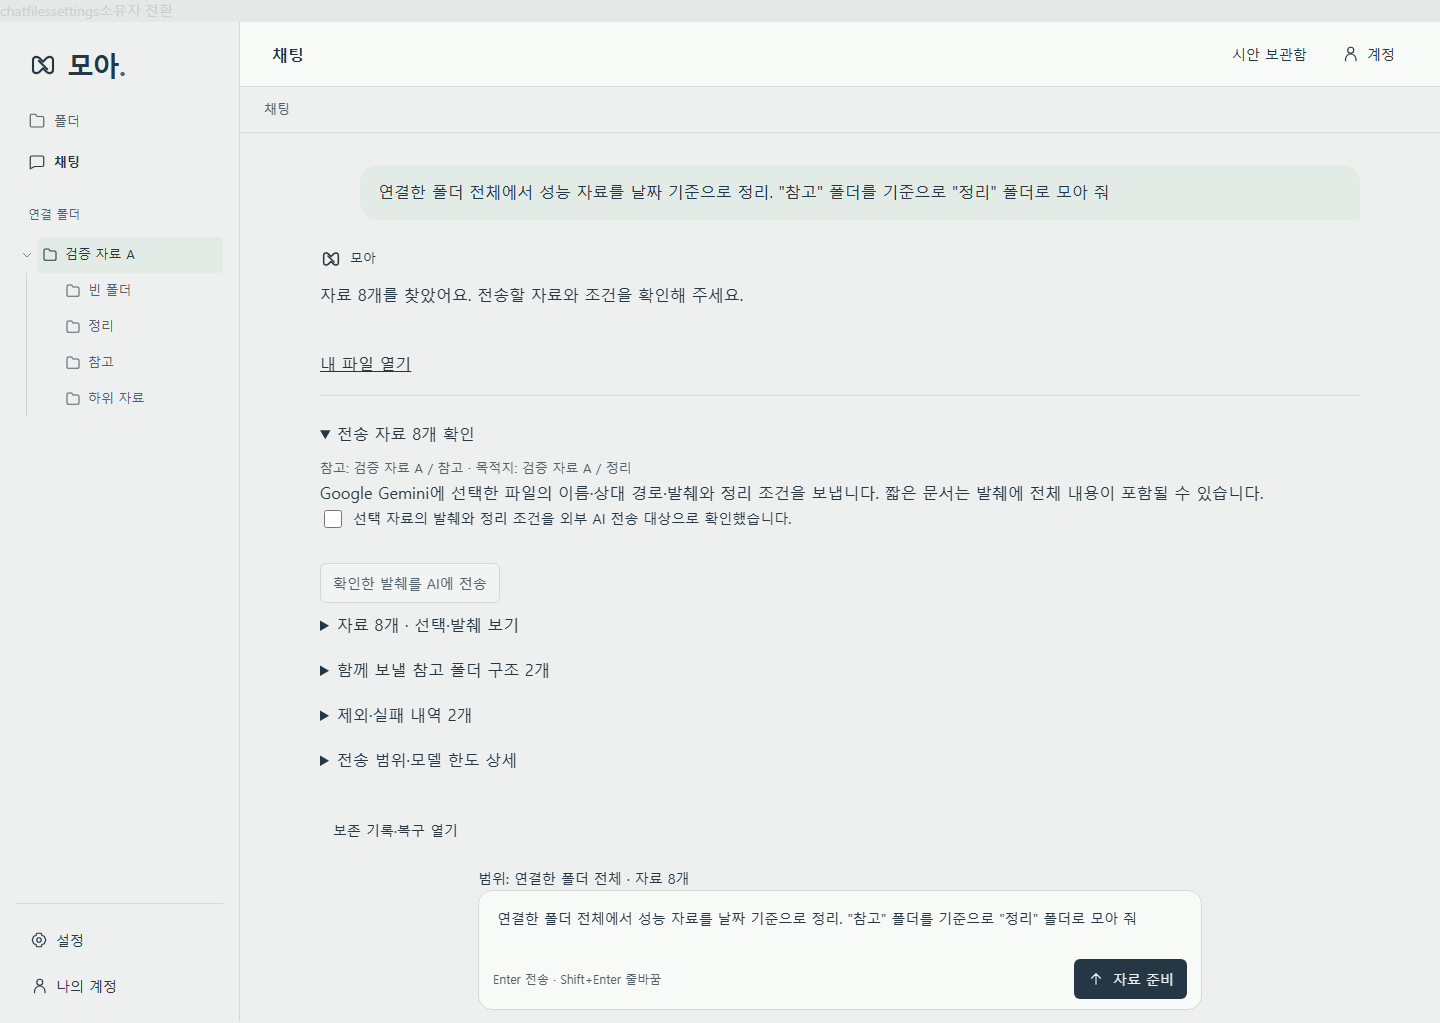 chatfilessettings소유자 전환
모아.
폴더
채팅
연결 폴더
검증 자료 A
빈 폴더
정리
참고
하위 자료
설정
나의 계정
채팅
시안 보관함
계정
채팅
연결한 폴더 전체에서 성능 자료를 날짜 기준으로 정리. "참고" 폴더를 기준으로 "정리" 폴더로 모아 줘
모아
자료 8개를 찾았어요. 전송할 자료와 조건을 확인해 주세요.
내 파일 열기
▼ 전송 자료 8개 확인
참고: 검증 자료 A / 참고 · 목적지: 검증 자료 A / 정리
Google Gemini에 선택한 파일의 이름·상대 경로·발췌와 정리 조건을 보냅니다. 짧은 문서는 발췌에 전체 내용이 포함될 수 있습니다.
선택 자료의 발췌와 정리 조건을 외부 AI 전송 대상으로 확인했습니다.
확인한 발췌를 AI에 전송
▶ 자료 8개 · 선택·발췌 보기
▶ 함께 보낼 참고 폴더 구조 2개
▶ 제외·실패 내역 2개
▶ 전송 범위·모델 한도 상세
보존 기록·복구 열기
범위: 연결한 폴더 전체 · 자료 8개
연결한 폴더 전체에서 성능 자료를 날짜 기준으로 정리. "참고" 폴더를 기준으로 "정리" 폴더로 모아 줘
Enter 전송 · Shift+Enter 줄바꿈
자료 준비